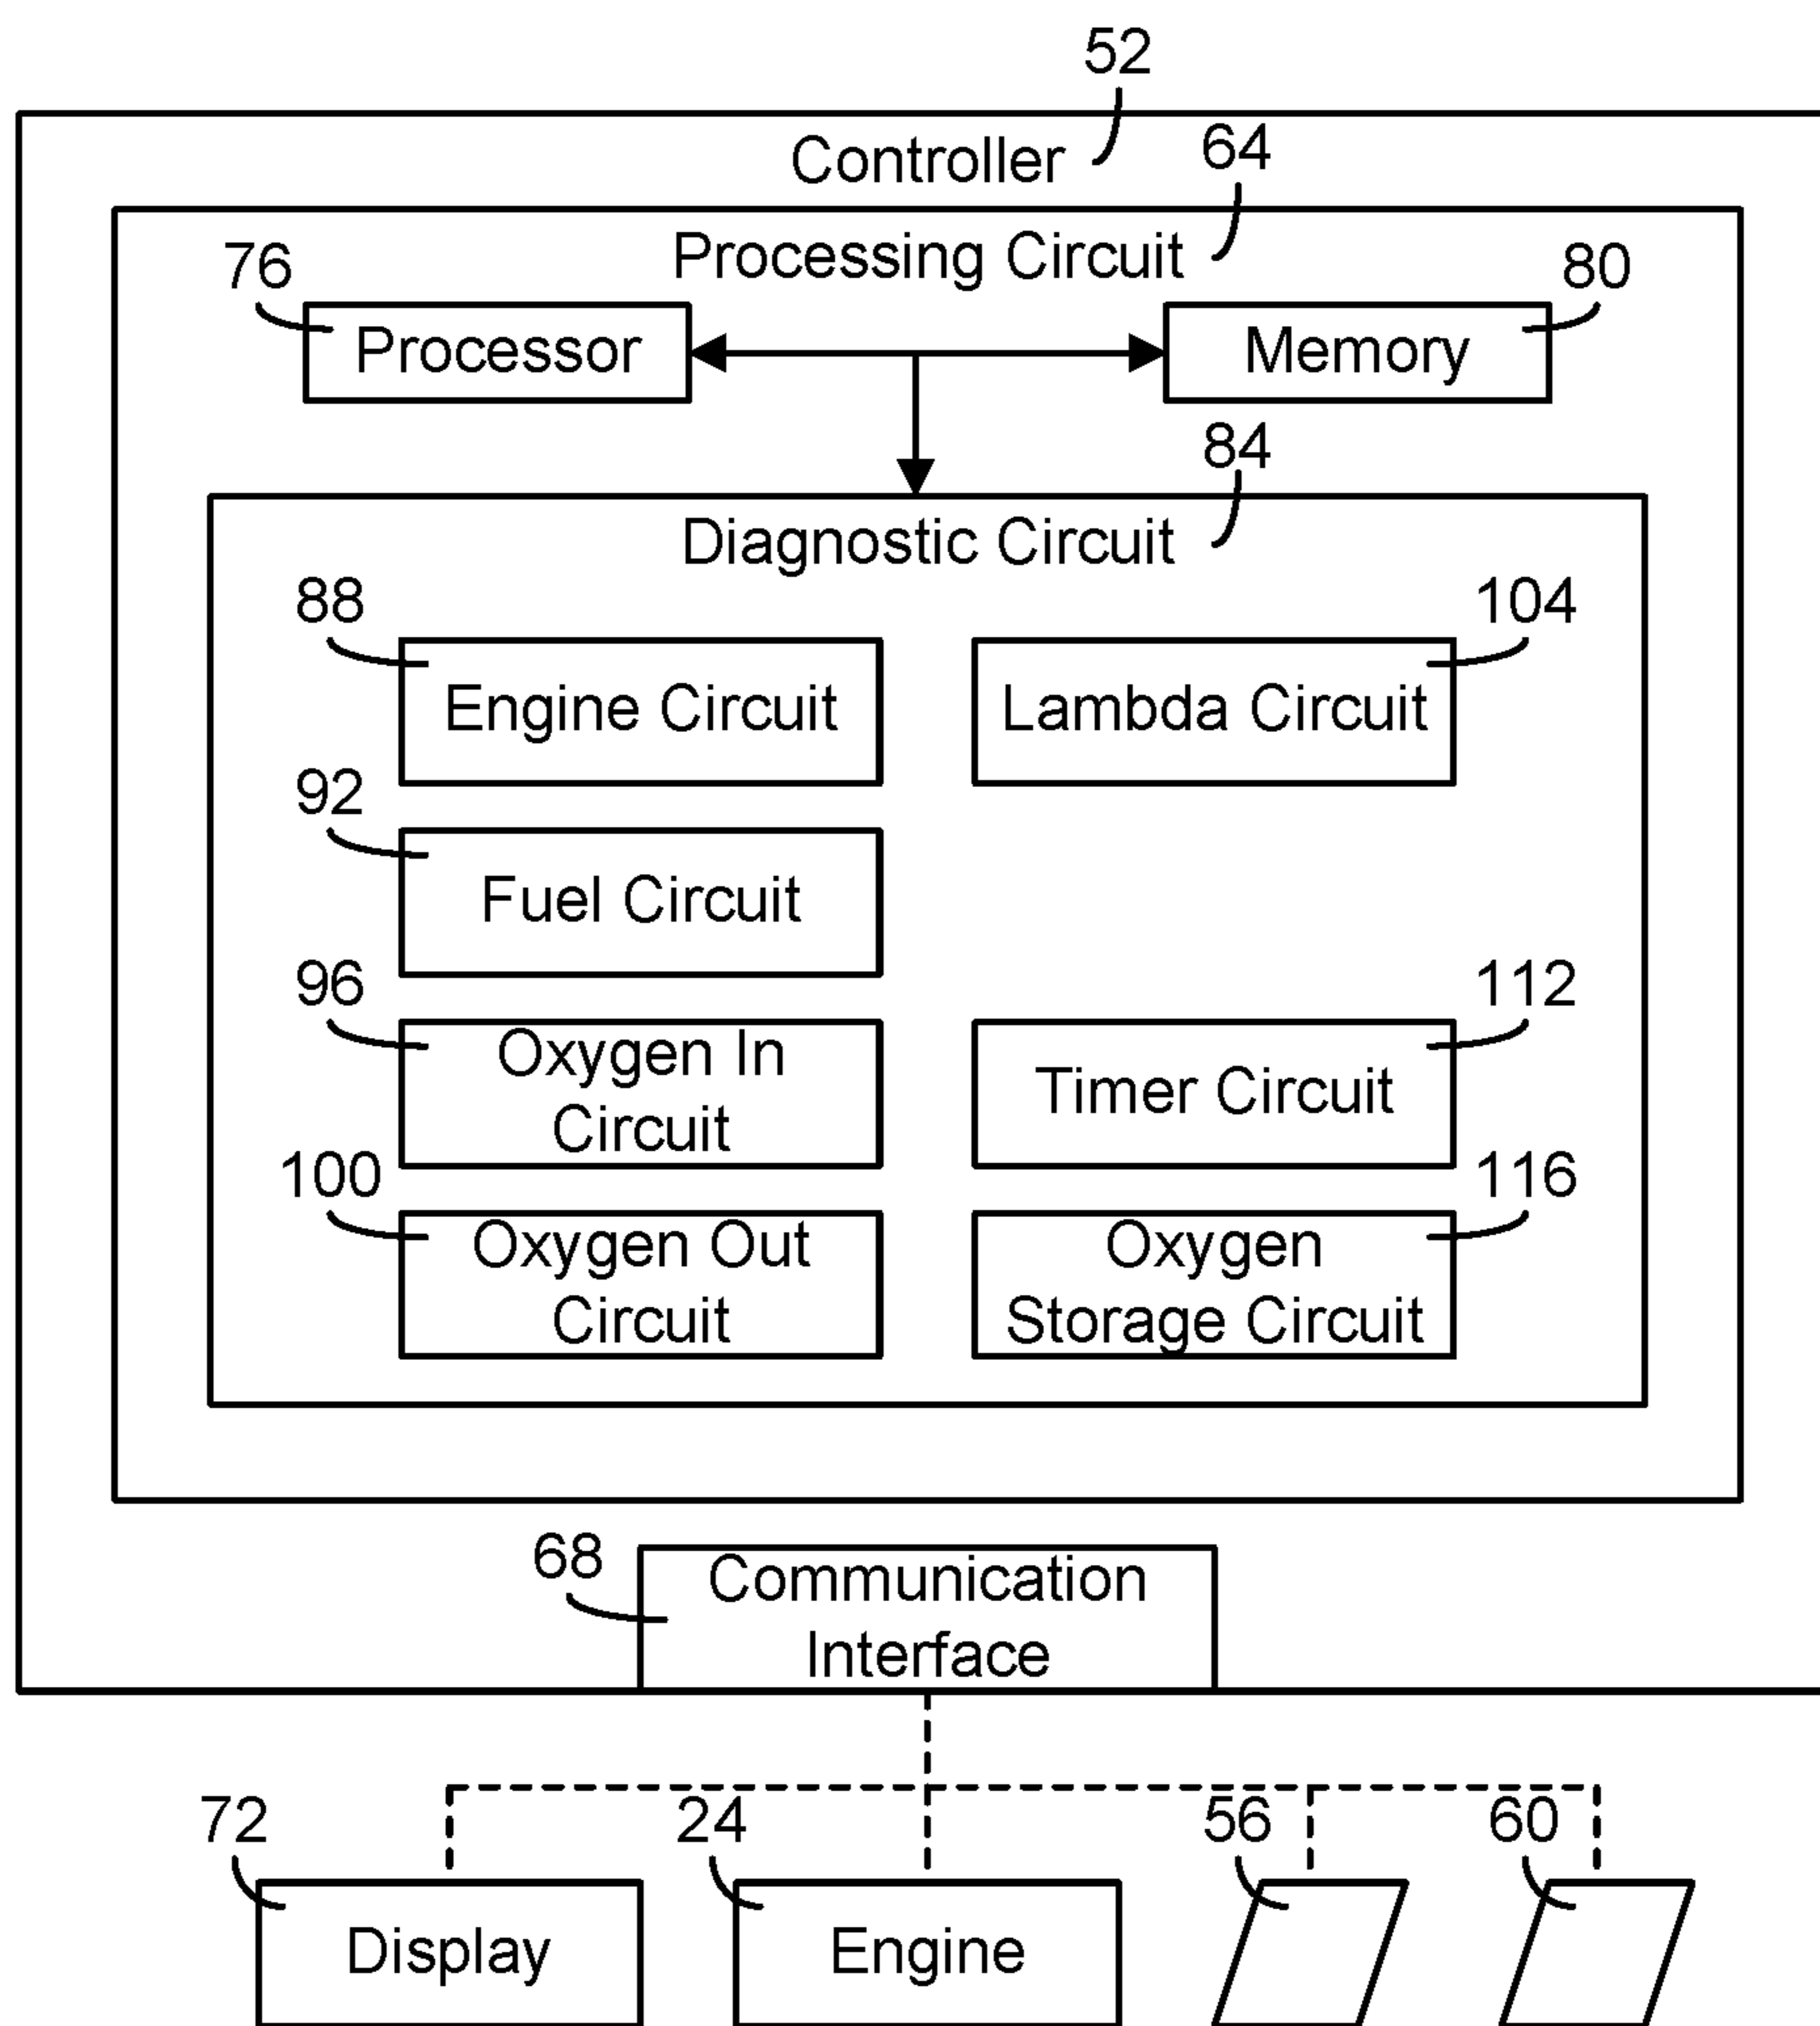 52
Controller
64
Processing Circuit
76
80
Processor
Memory
84
Diagnostic Circuit
88
104
Engine Circuit
Lambda Circuit
92
Fuel Circuit
96
112
Oxygen In
Circuit
Timer Circuit
100
116
Oxygen Out
Circuit
Oxygen
Storage Circuit
68
Communication
Interface
72
24
56
60
Display
Engine